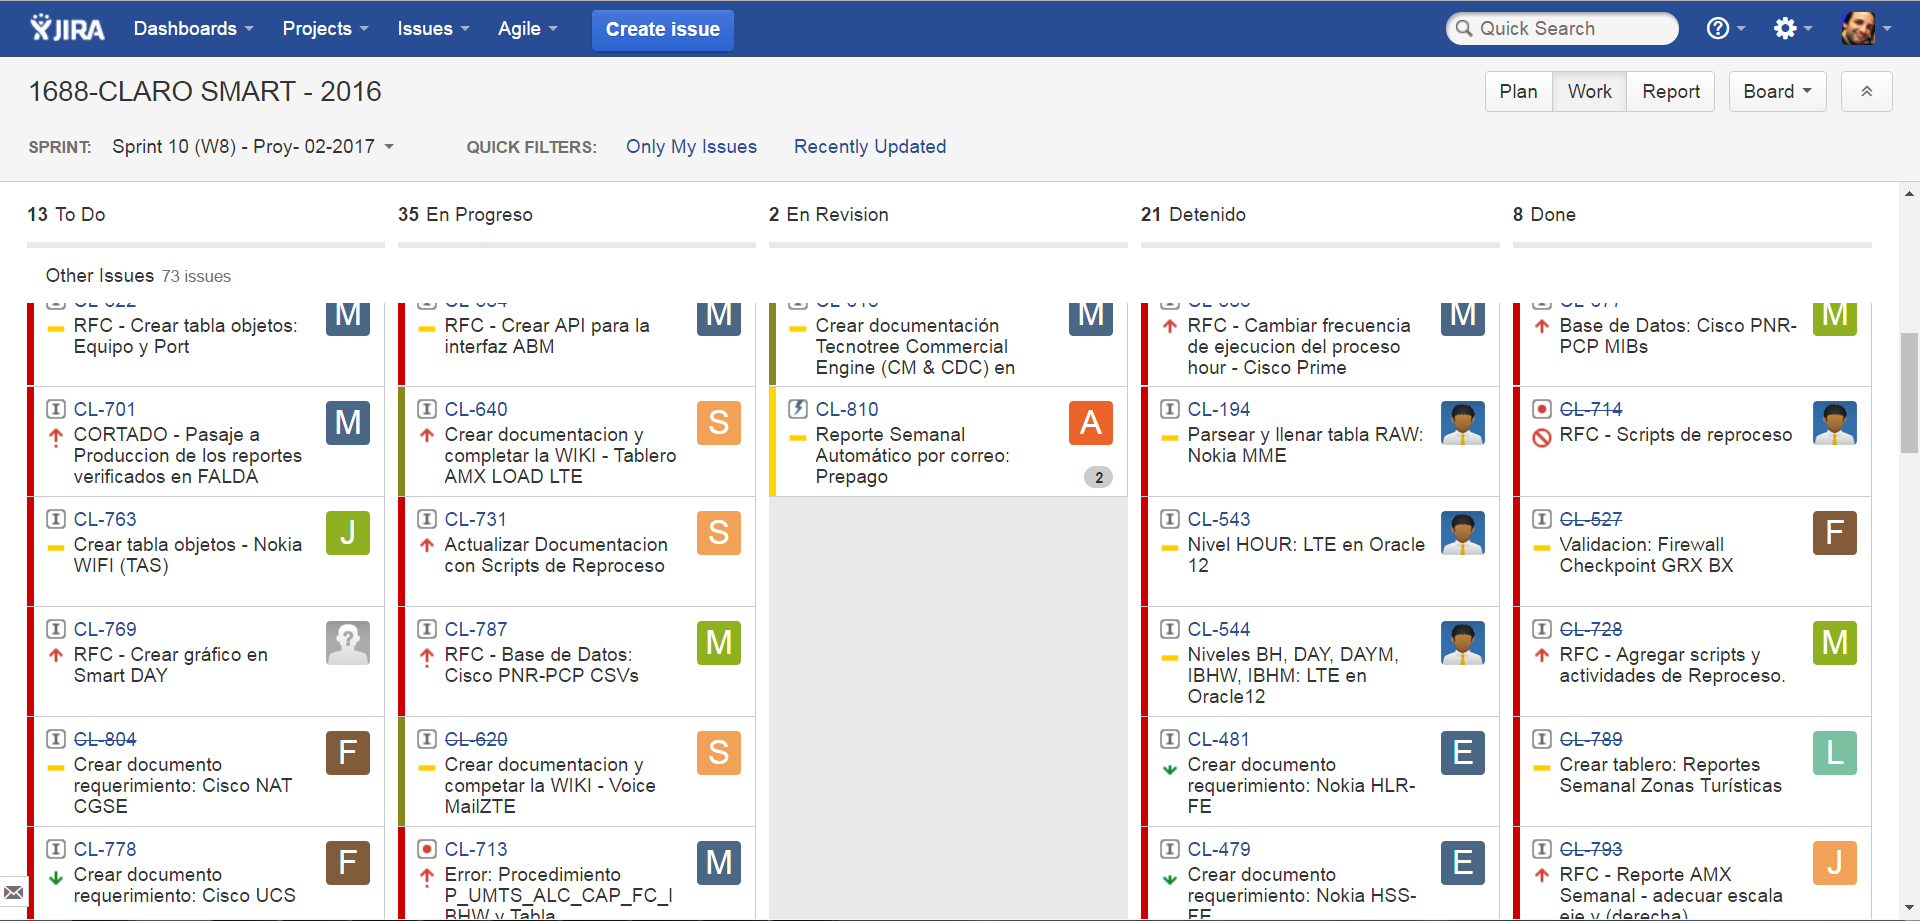 JIRA Dashboards Projects Issues Agile Create issue Quick Search
1688-CLARO SMART - 2016
Plan Work Report Board
SPRINT: Sprint 10 (W8) - Proy- 02-2017 QUICK FILTERS: Only My Issues Recently Updated
13 To Do
35 En Progreso
2 En Revision
21 Detenido
8 Done
Other Issues 73 issues
M
RFC - Crear tabla objetos:
Equipo y Port
CL-701
M
CORTADO - Pasaje a
Produccion de los reportes
verificados en FALDA
CL-763
J
Crear tabla objetos - Nokia
WIFI (TAS)
CL-769
RFC - Crear gráfico en
Smart DAY
CL-804
F
Crear documento
requerimiento: Cisco NAT
CGSE
CL-778
F
Crear documento
requerimiento: Cisco UCS
M
RFC - Crear API para la
interfaz ABM
CL-640
S
Crear documentacion y
completar la WIKI - Tablero
AMX LOAD LTE
CL-731
S
Actualizar Documentacion
con Scripts de Reproceso
CL-787
M
RFC - Base de Datos:
Cisco PNR-PCP CSVs
CL-620
S
Crear documentacion y
competar la WIKI - Voice
MailZTE
CL-713
M
Error: Procedimiento
P_UMTS_ALC_CAP_FC_I
BHW y Tabla
M
Crear documentación
Tecnotree Commercial
Engine (CM & CDC) en
CL-810
A
Reporte Semanal
Automático por correo:
Prepago
2
M
RFC - Cambiar frecuencia
de ejecucion del proceso
hour - Cisco Prime
CL-194
Parsear y llenar tabla RAW:
Nokia MME
CL-543
Nivel HOUR: LTE en Oracle
12
CL-544
Niveles BH, DAY, DAYM,
IBHW, IBHM: LTE en
Oracle12
CL-481
E
Crear documento
requerimiento: Nokia HLR-
FE
CL-479
E
Crear documento
requerimiento: Nokia HSS-
FE
M
Base de Datos: Cisco PNR-
PCP MIBs
CL-714
RFC - Scripts de reproceso
CL-527
F
Validacion: Firewall
Checkpoint GRX BX
CL-728
M
RFC - Agregar scripts y
actividades de Reproceso.
CL-789
L
Crear tablero: Reportes
Semanal Zonas Turísticas
CL-793
J
RFC - Reporte AMX
Semanal - adecuar escala
eje y (derecha)